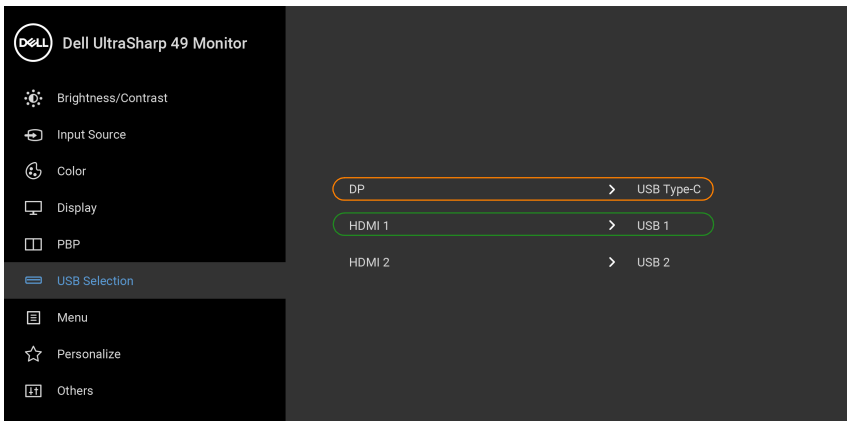 DELL Dell UltraSharp 49 Monitor
Brightness/Contrast
Input Source
Color
Display
PBP
USB Selection
Menu
Personalize
Others
DP USB Type-C
HDMI 1 USB 1
HDMI 2 USB 2